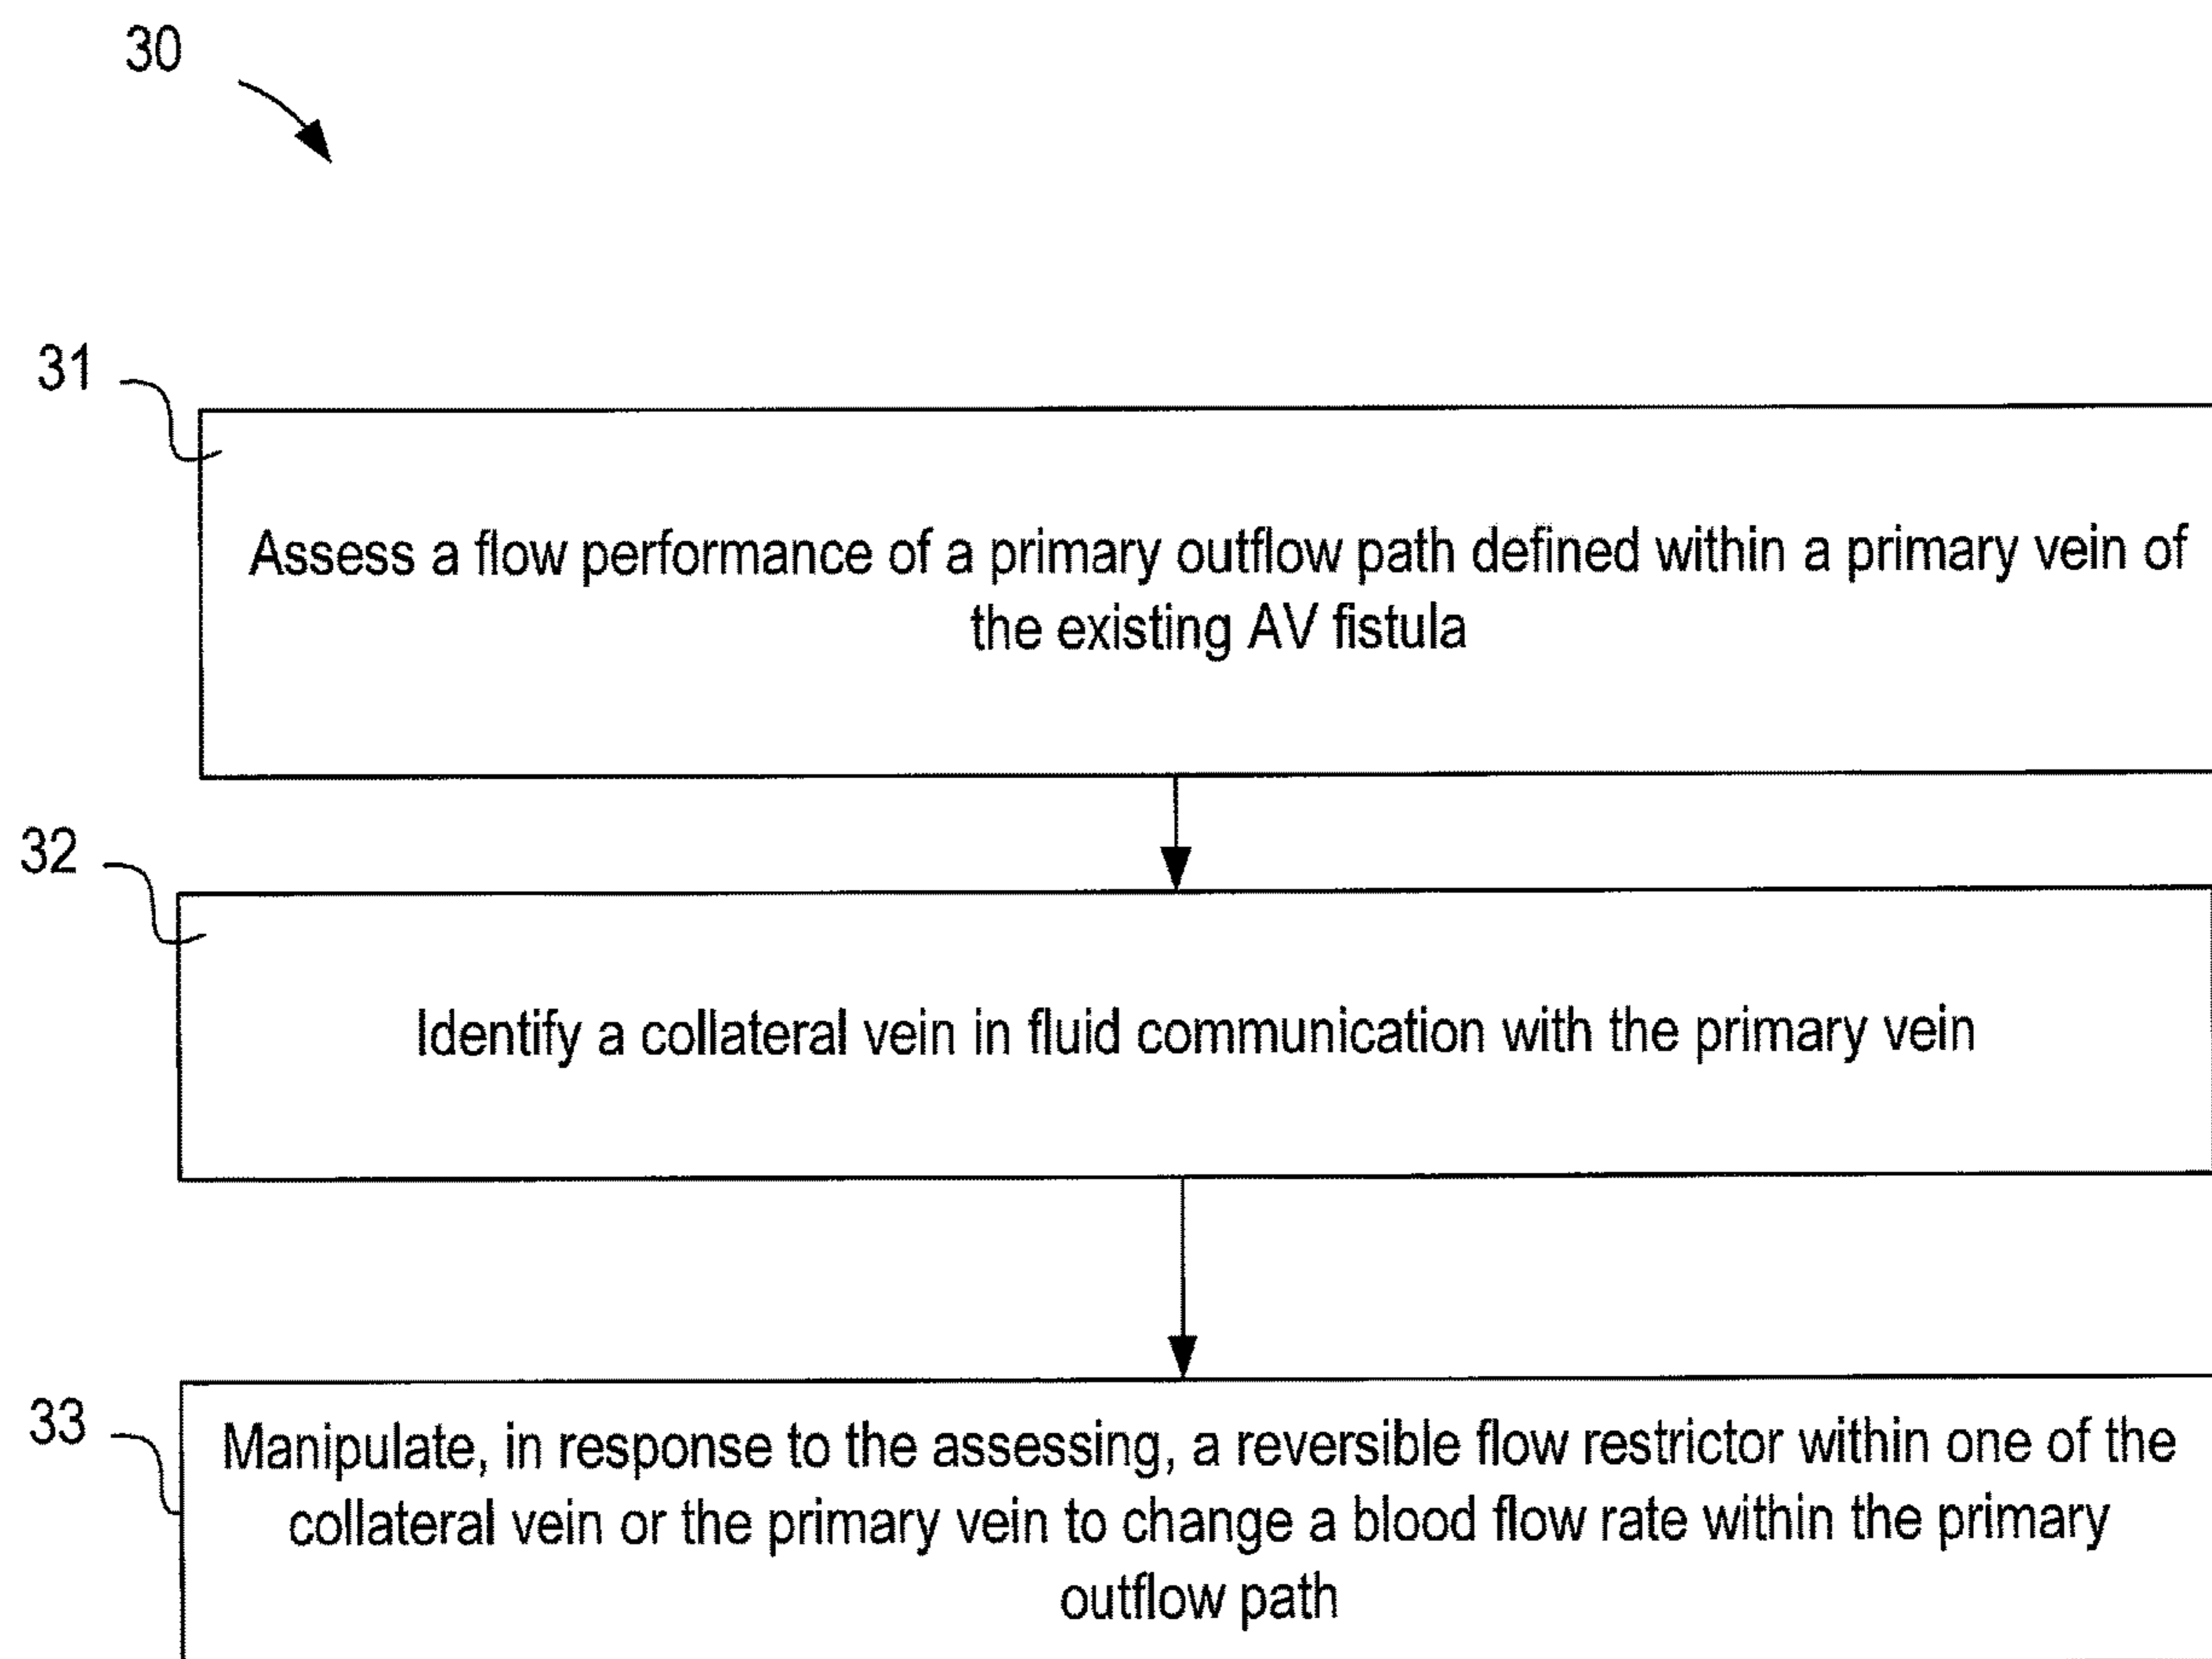 30
31
Assess a flow performance of a primary outflow path defined within a primary vein of
the existing AV fistula
32
Identify a collateral vein in fluid communication with the primary vein
33
Manipulate, in response to the assessing, a reversible flow restrictor within one of the
collateral vein or the primary vein to change a blood flow rate within the primary
outflow path